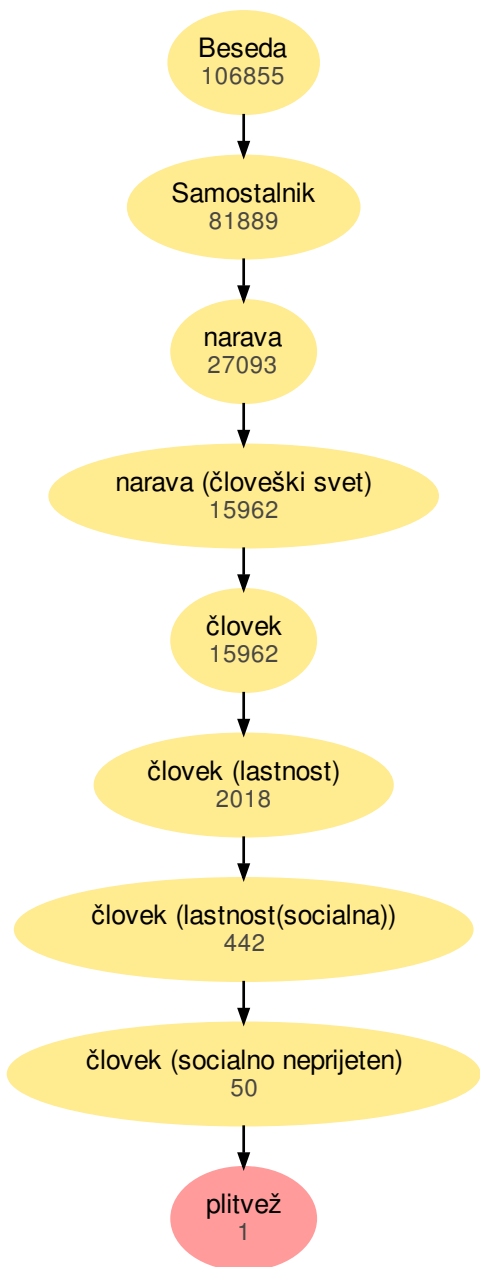 Beseda
106855
Samostalnik
81889
narava
27093
narava (človeški svet)
15962
človek
15962
človek (lastnost)
2018
človek (lastnost(socialna))
442
človek (socialno neprijeten)
50
plitvež
1